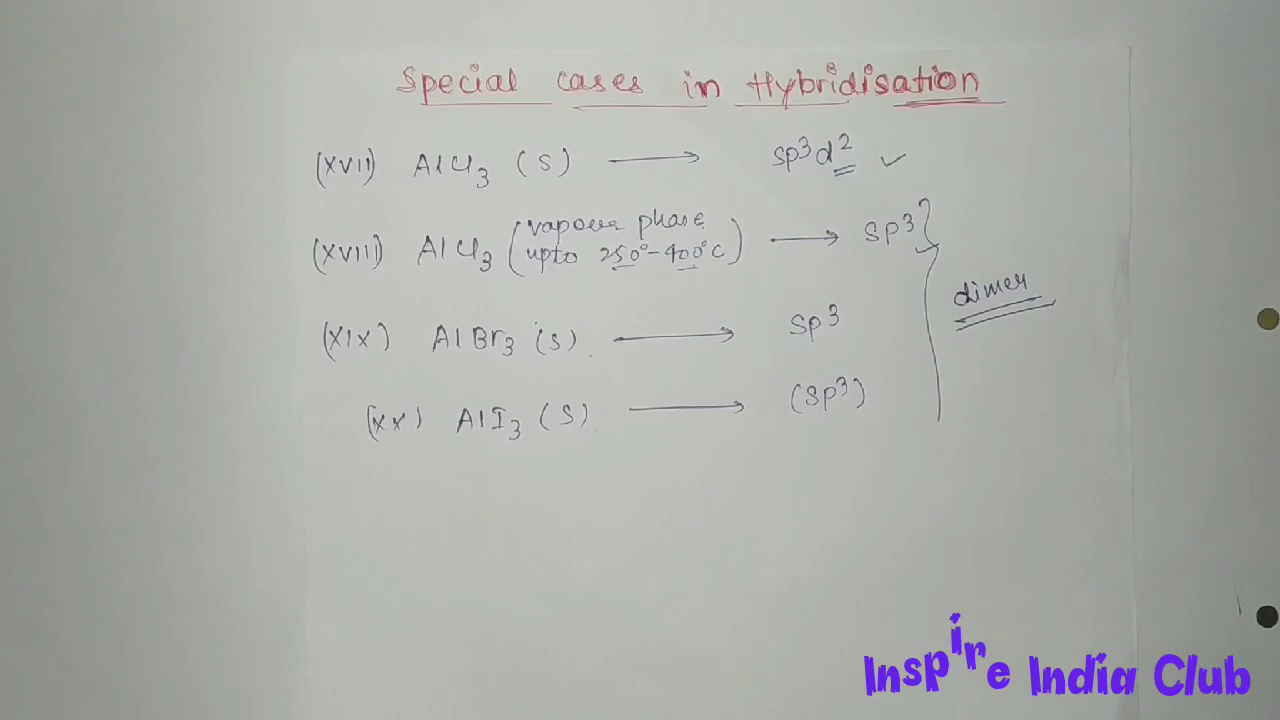 Special cases in Hybridisation
(XVII) AlCl3 (S) ⟶ sp³d² ✓
(XVIII) AlCl3 (vapour phase upto 250°-400°C) ⟶ sp³}
dimer
(XIX) AlBr3 (S). ⟶ sp³
(XX) AlI3 (S) ⟶ (sp³)
Inspire India Club